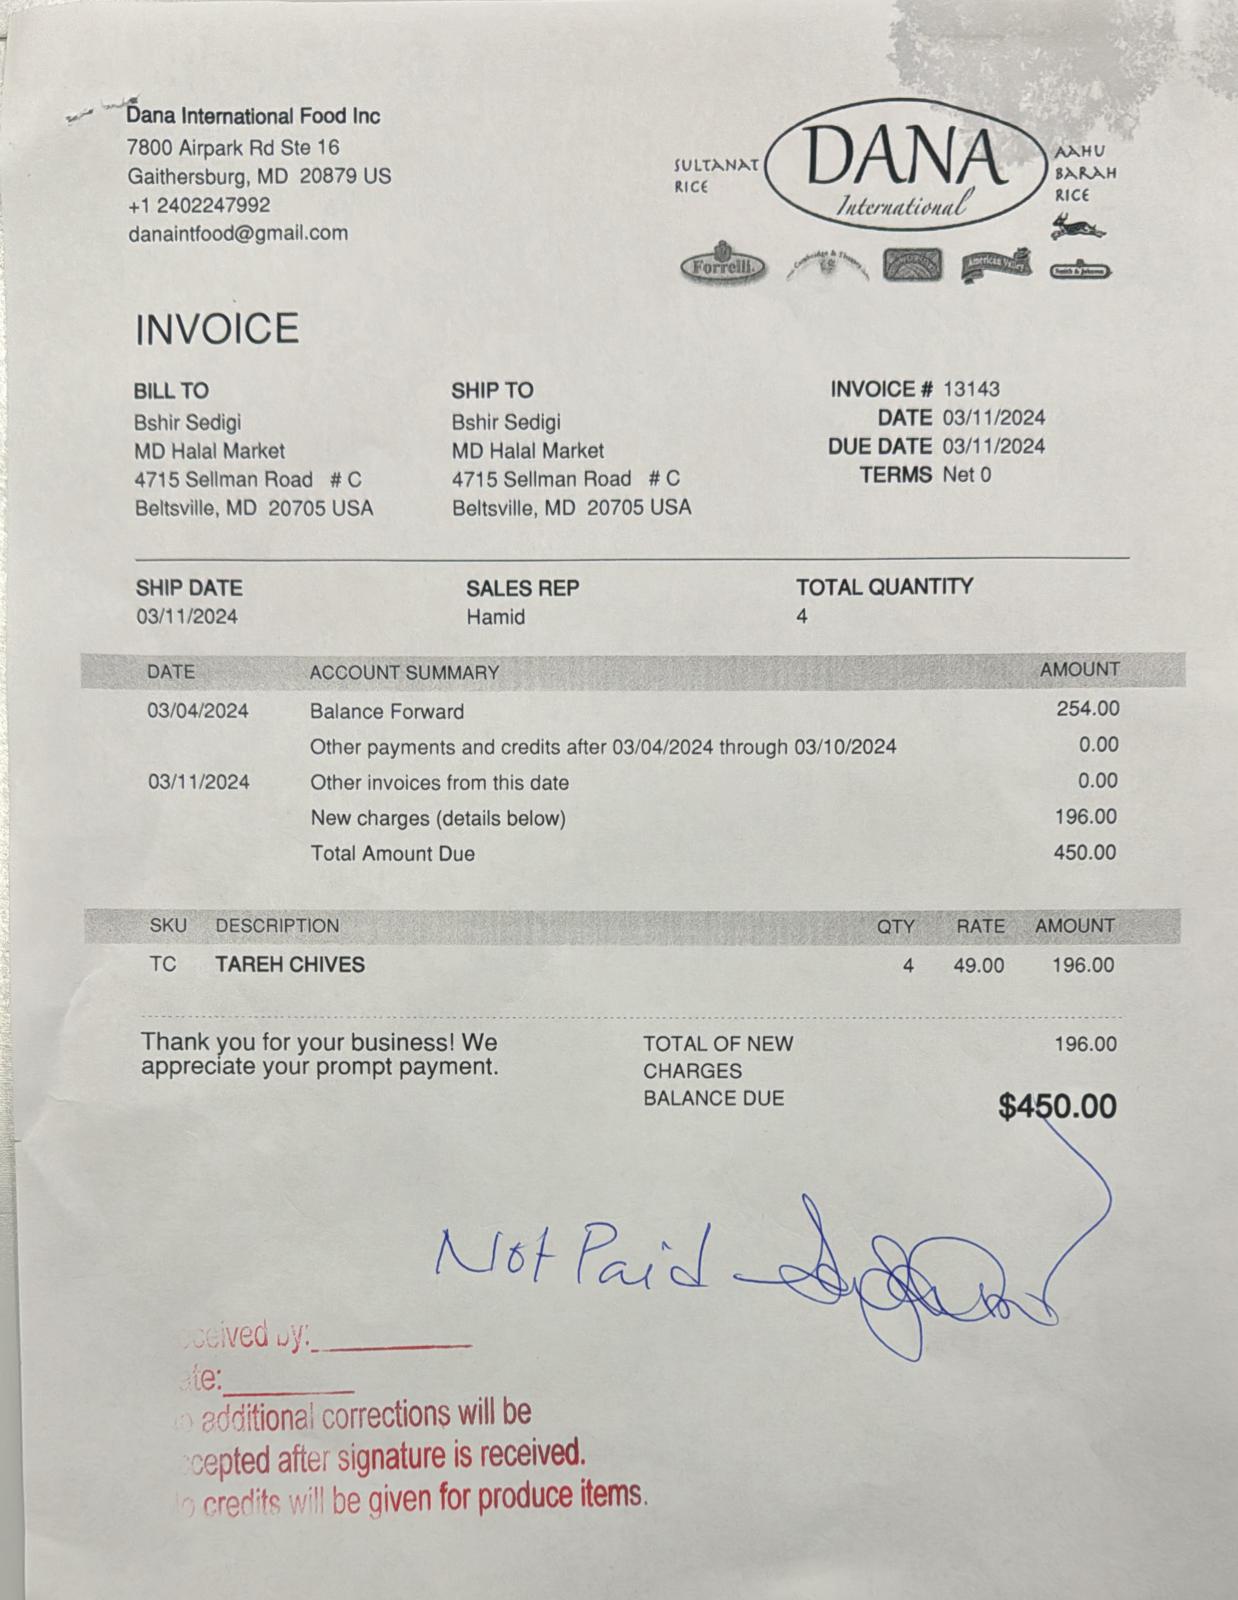 Dana International Food Inc
7800 Airpark Rd Ste 16
Gaithersburg, MD 20879 US
+1 2402247992
danaintfood@gmail.com
SULTANAT
RICE
DANA
International
AAHU
BARAH
RICE
Forrelli
American Valley
INVOICE
BILL TO
Bshir Sedigi
MD Halal Market
4715 Sellman Road # C
Beltsville, MD 20705 USA
SHIP TO
Bshir Sedigi
MD Halal Market
4715 Sellman Road # C
Beltsville, MD 20705 USA
INVOICE # 13143
DATE 03/11/2024
DUE DATE 03/11/2024
TERMS Net 0
SHIP DATE SALES REP TOTAL QUANTITY
03/11/2024 Hamid 4
DATE ACCOUNT SUMMARY AMOUNT
03/04/2024 Balance Forward 254.00
Other payments and credits after 03/04/2024 through 03/10/2024 0.00
03/11/2024 Other invoices from this date 0.00
New charges (details below) 196.00
Total Amount Due 450.00
SKU DESCRIPTION QTY RATE AMOUNT
TC TAREH CHIVES 4 49.00 196.00
Thank you for your business! We
appreciate your prompt payment.
TOTAL OF NEW 196.00
CHARGES
BALANCE DUE $450.00
Not Paid
ceived by:
ate:
additional corrections will be
cepted after signature is received.
o credits will be given for produce items.